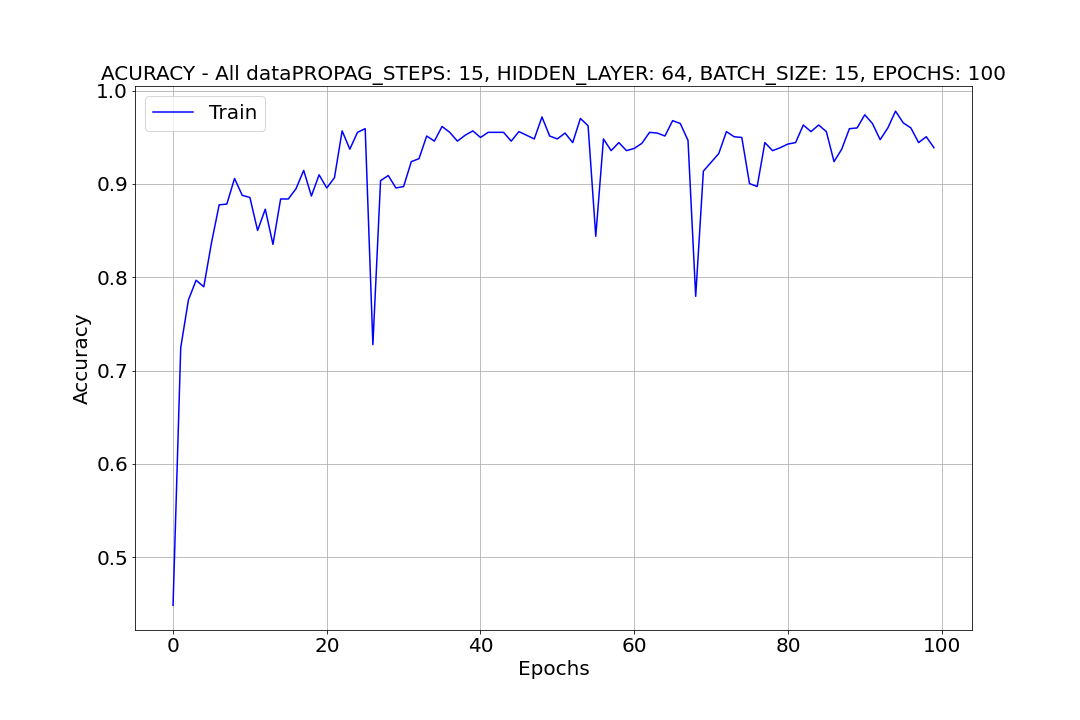 ACURACY - All dataPROPAG_STEPS: 15, HIDDEN_LAYER: 64, BATCH_SIZE: 15, EPOCHS: 100
Train
1.0
0.9
0.8
0.7
0.6
0.5
Accuracy
0 20 40 60 80 100
Epochs